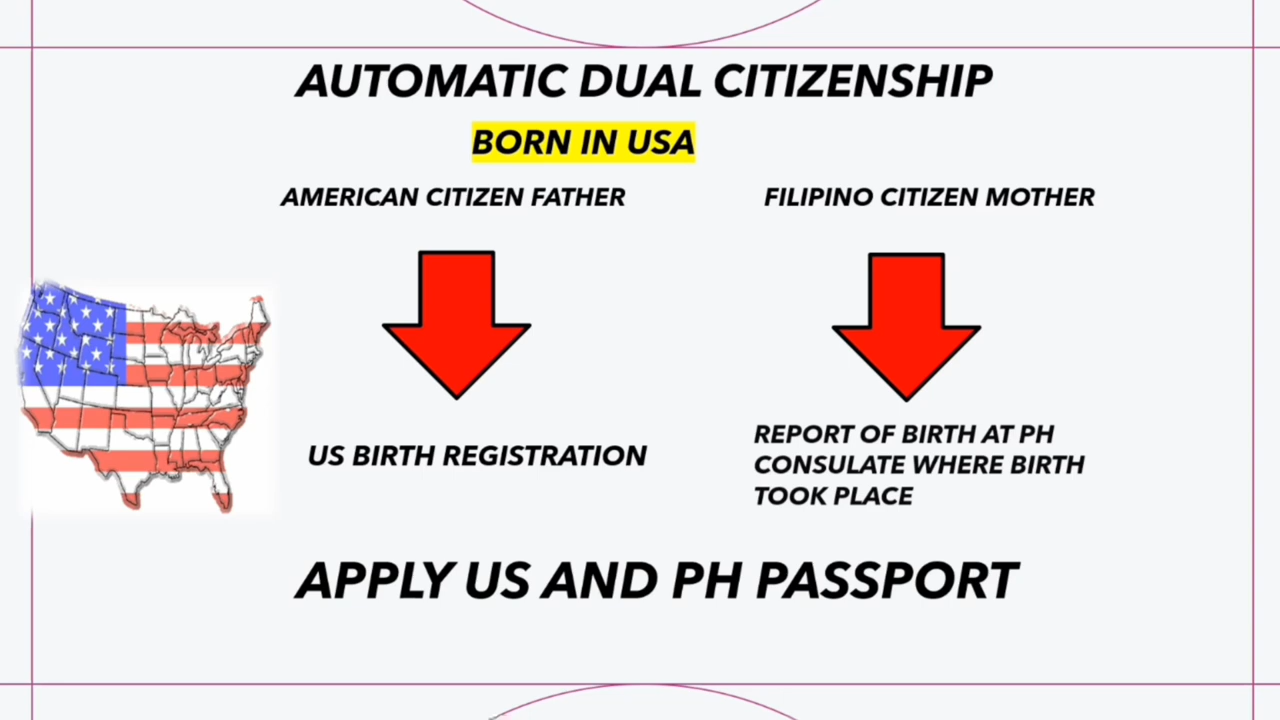 AUTOMATIC DUAL CITIZENSHIP
BORN IN USA
AMERICAN CITIZEN FATHER
FILIPINO CITIZEN MOTHER
US BIRTH REGISTRATION
REPORT OF BIRTH AT PH
CONSULATE WHERE BIRTH
TOOK PLACE
APPLY US AND PH PASSPORT